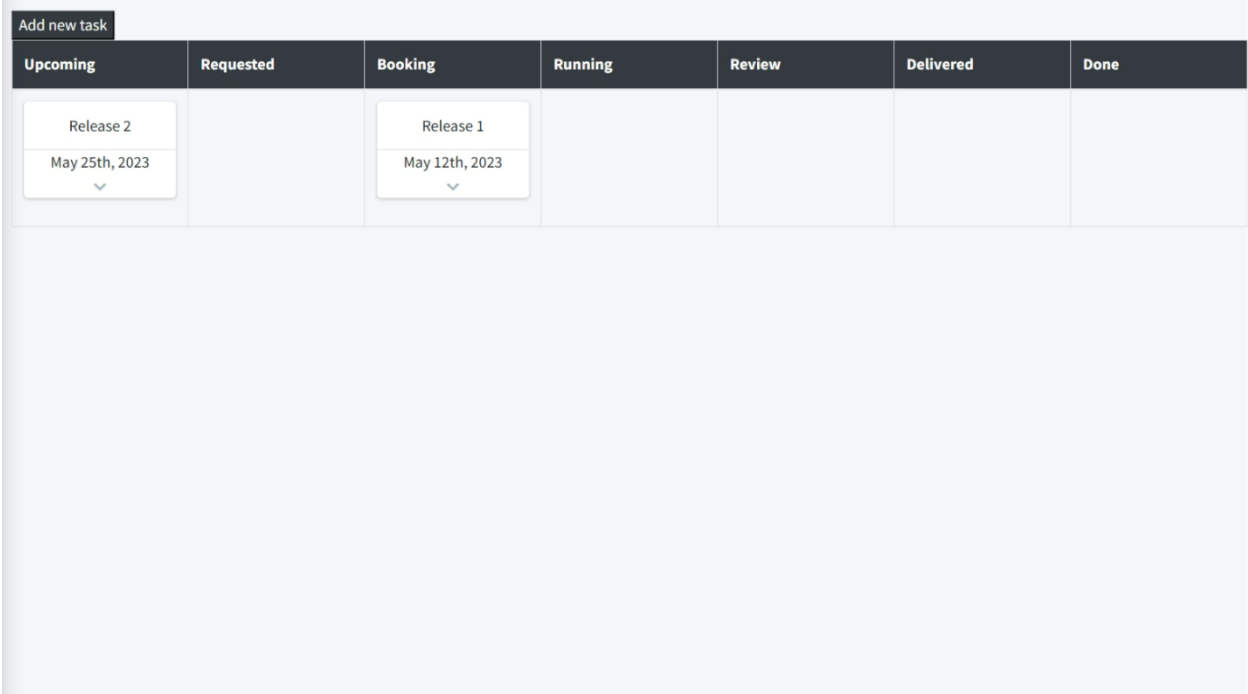 Add new task
Upcoming Requested Booking Running Review Delivered Done
Release 2 Release 1
May 25th, 2023 May 12th, 2023